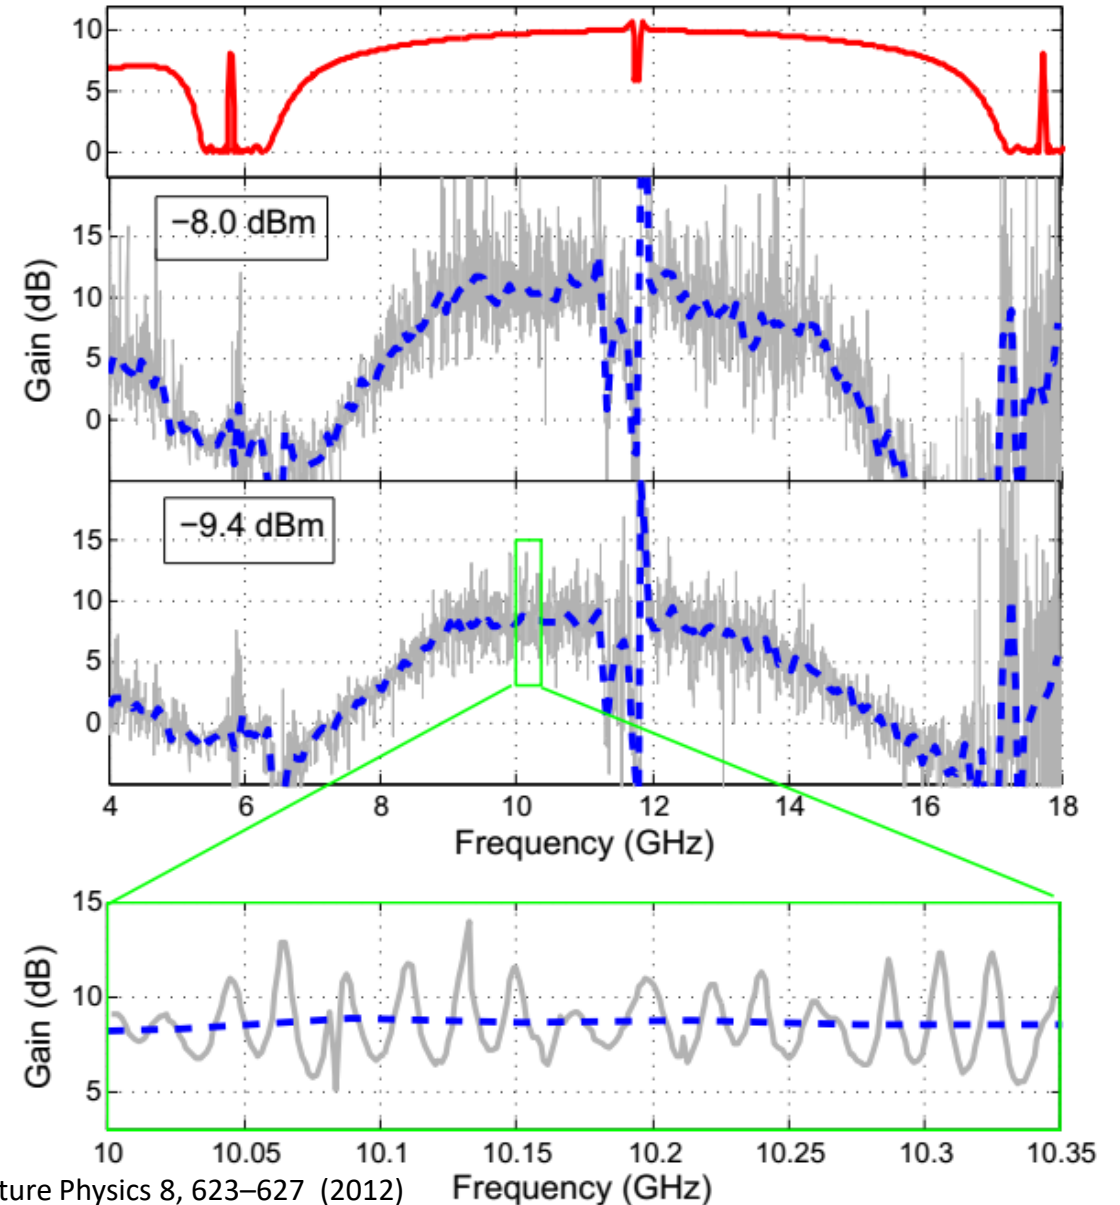 10
5
0
−8.0 dBm
15
10
5
0
Gain (dB)
−9.4 dBm
15
10
5
0
4 6 8 10 12 14 16 18
Frequency (GHz)
15
10
5
Gain (dB)
10 10.05 10.1 10.15 10.2 10.25 10.3 10.35
ture Physics 8, 623–627 (2012) Frequency (GHz)